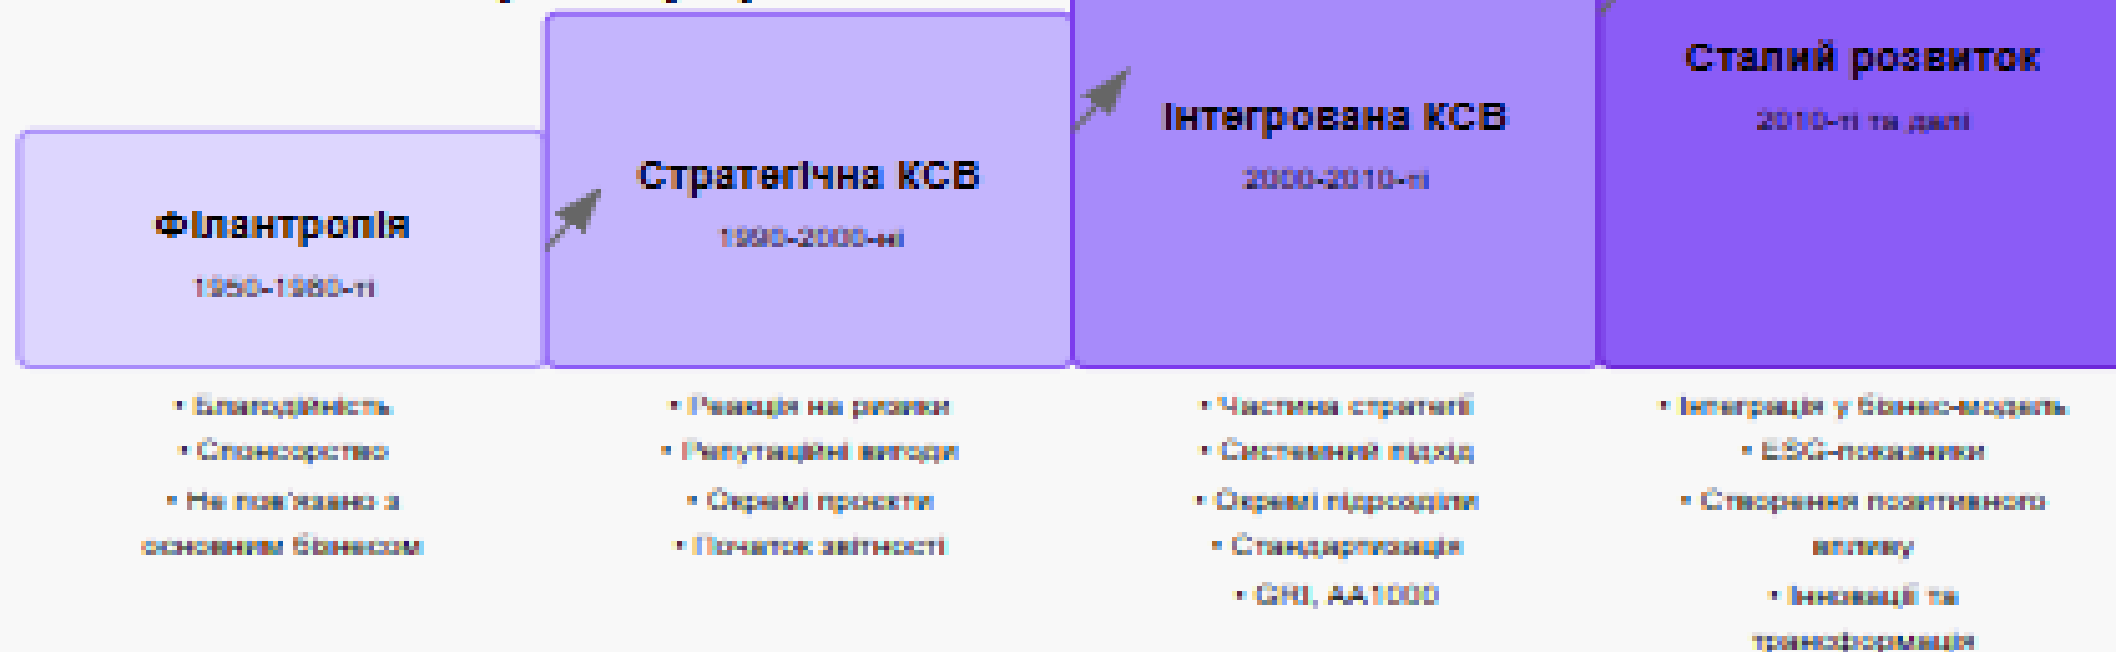 Філантропія
1950-1980-ті
• Благодійність
• Спонсорство
• Не пов'язано з
основним бізнесом
Стратегічна КСВ
1990-2000-ні
• Реакція на ризики
• Репутаційні вигоди
• Окремі проєкти
• Початок звітності
Інтегрована КСВ
2000-2010-ті
• Частина стратегії
• Системний підхід
• Окремі підрозділи
• Стандартизація
• GRI, AA1000
Сталий розвиток
2010-ті та далі
• Інтеграція у бізнес-модель
• ESG-показники
• Створення позитивного
впливу
• Інновації та
трансформація